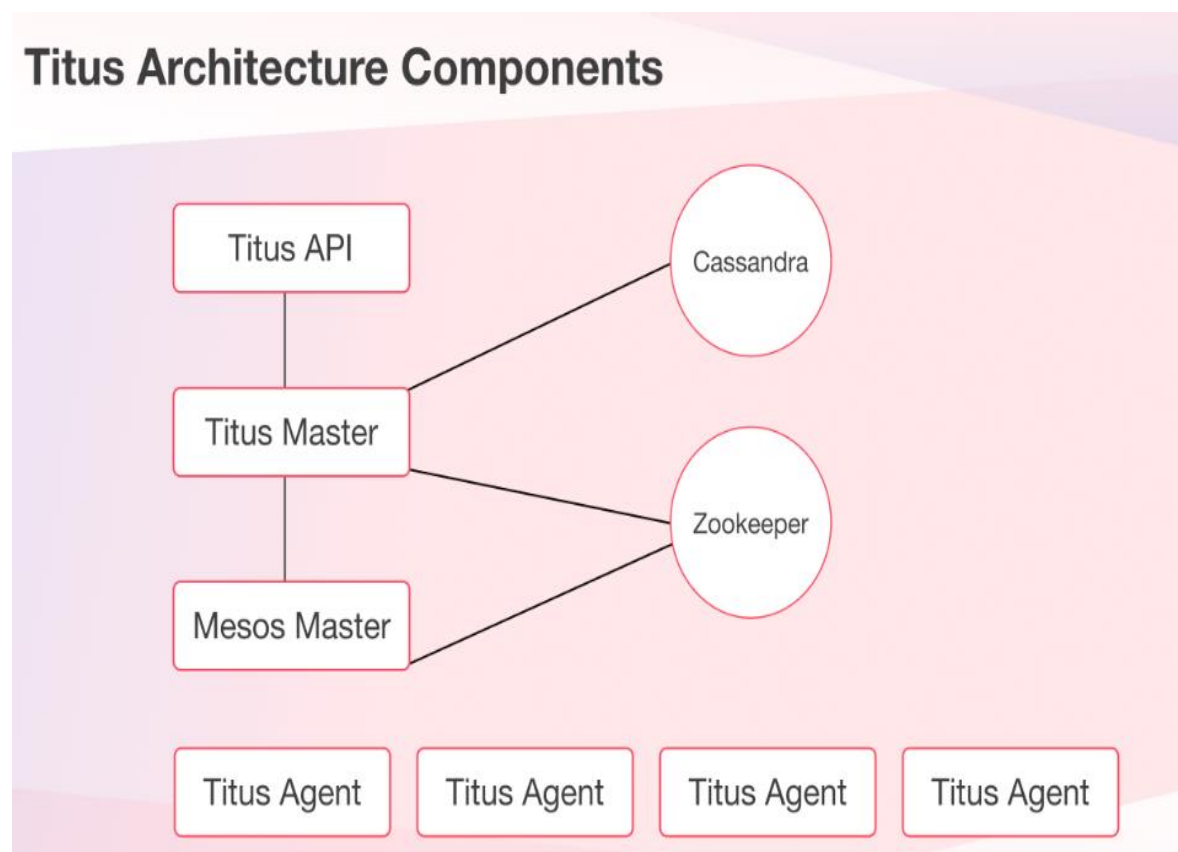 Titus Architecture Components
Titus API
Cassandra
Titus Master
Zookeeper
Mesos Master
Titus Agent
Titus Agent
Titus Agent
Titus Agent